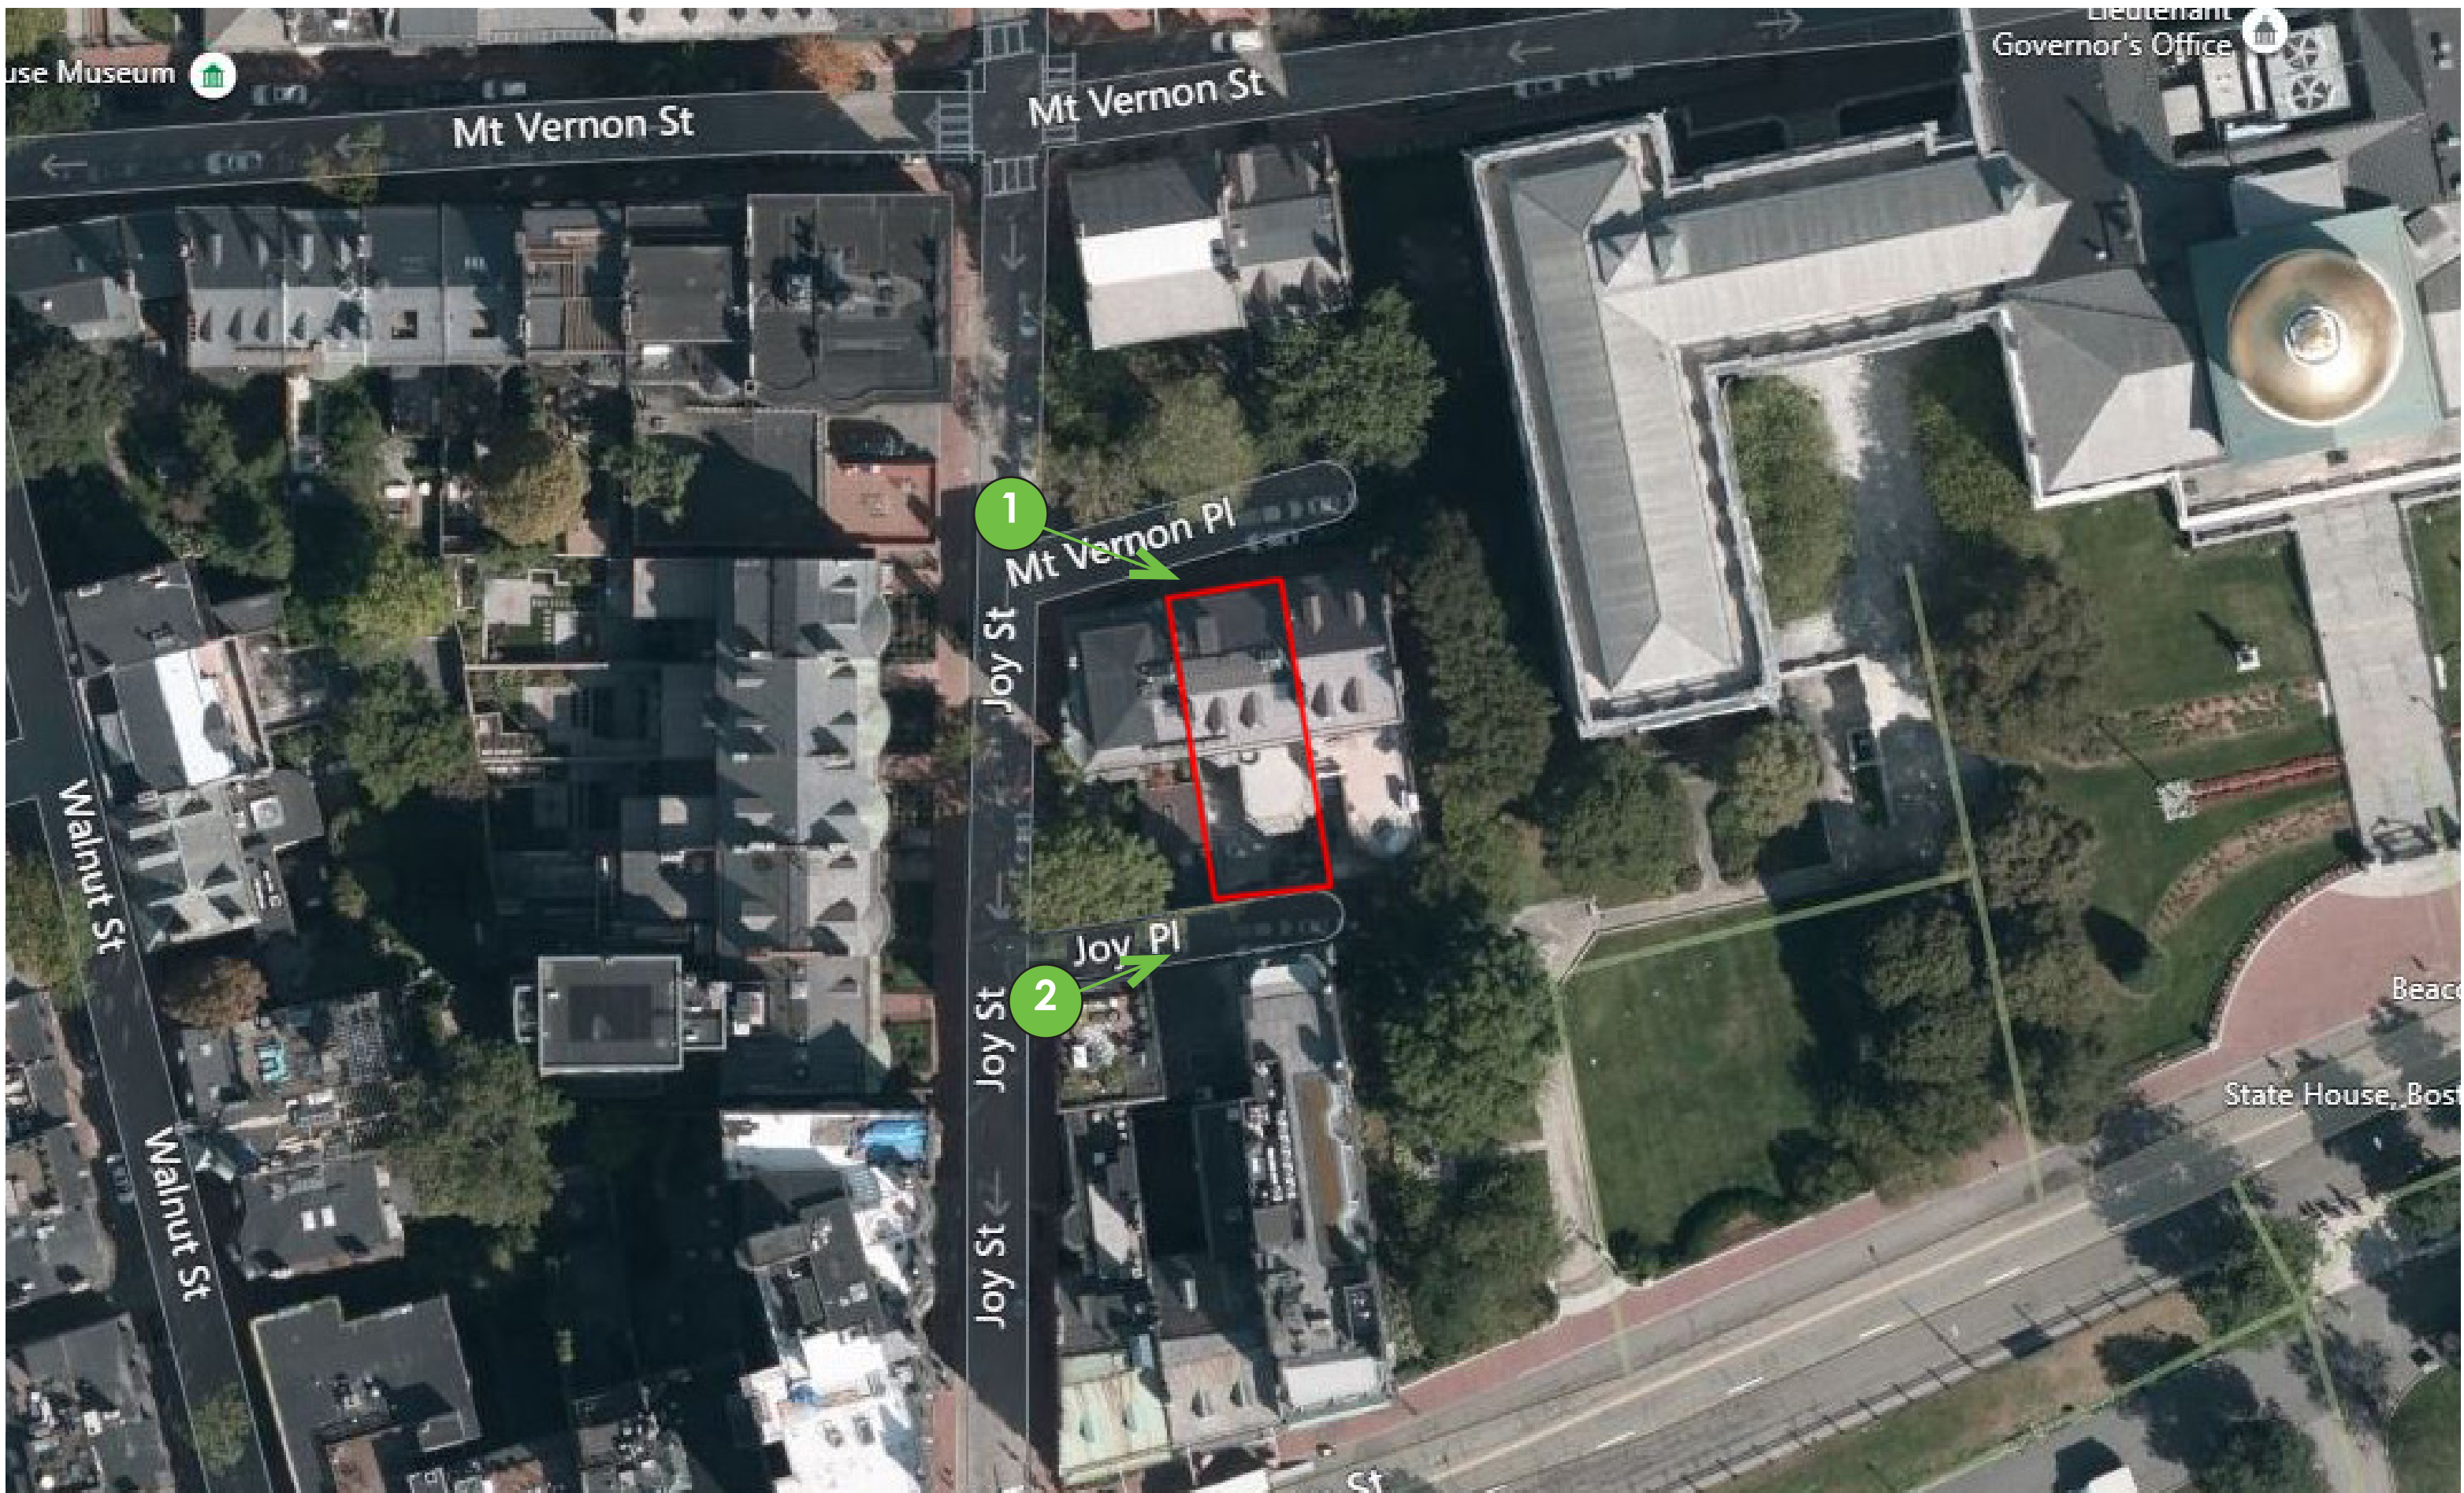 Lieutenant
Governor's Office
use Museum
Mt Vernon St
Mt Vernon St
1
Mt Vernon Pl
Joy St
Walnut St
Joy Pl
2
Joy St
Beaco
State House, Bost
Walnut St
Joy St
St